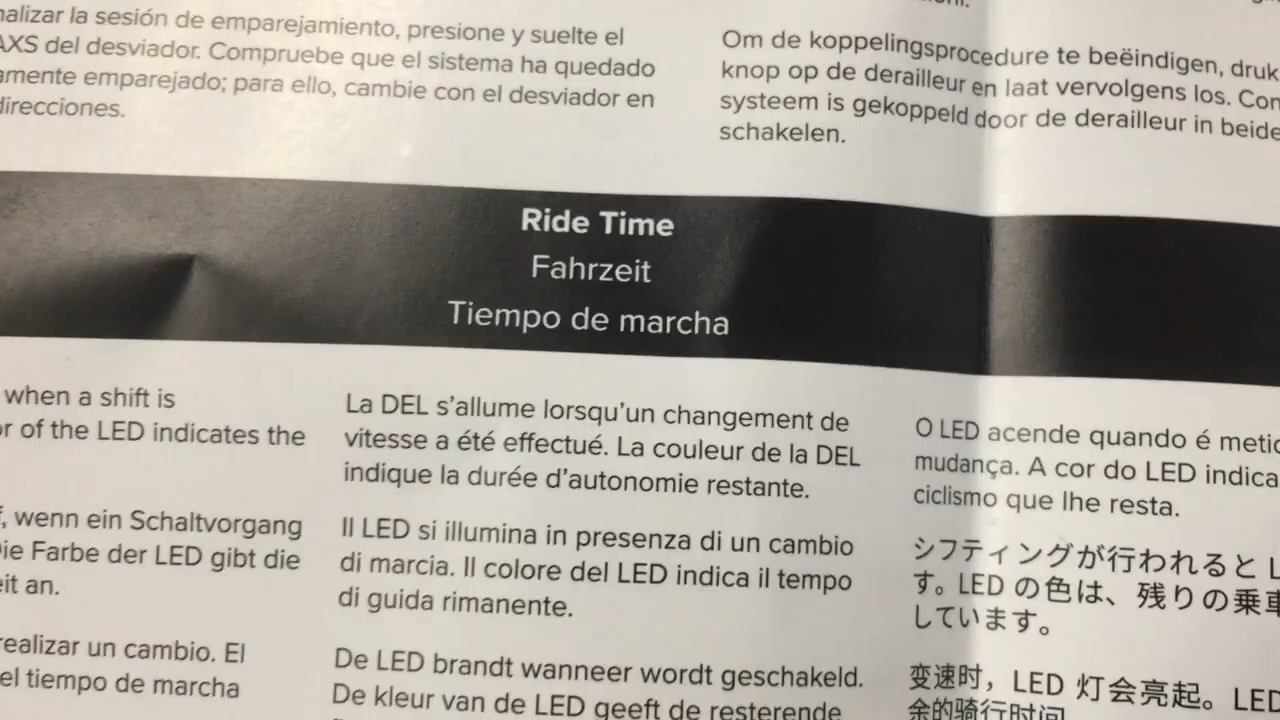 la sesión de emparejamiento, presione y suelte el
AXS del desviador. Compruebe que el sistema ha quedado
emparejado; para ello, cambie con el desviador en
direcciones.
Om de koppelingsprocedure te beëindigen, druk
knop op de derailleur en laat vervolgens los.
systeem is gekoppeld door de derailleur in beide
schakelen.
Ride Time
Fahrzeit
Tiempo de marcha
when a shift is
of the LED indicates the
wenn ein Schaltvorgang
Die Farbe der LED gibt die
an.
realizar un cambio. El
el tiempo de marcha
La DEL s'allume lorsqu'un changement de
vitesse a été effectué. La couleur de la DEL
indique la durée d'autonomie restante.
Il LED si illumina in presenza di un cambio
di marcia. Il colore del LED indica il tempo
di guida rimanente.
De LED brandt wanneer wordt geschakeld.
De kleur van de LED geeft de resterende
O LED acende quando é
mudança. A cor do LED indica
ciclismo que lhe resta.
シフティングが行われると
す。LED の色は、残りの乗車
しています。
变速时，LED 灯会亮起。LED
余的骑行时间